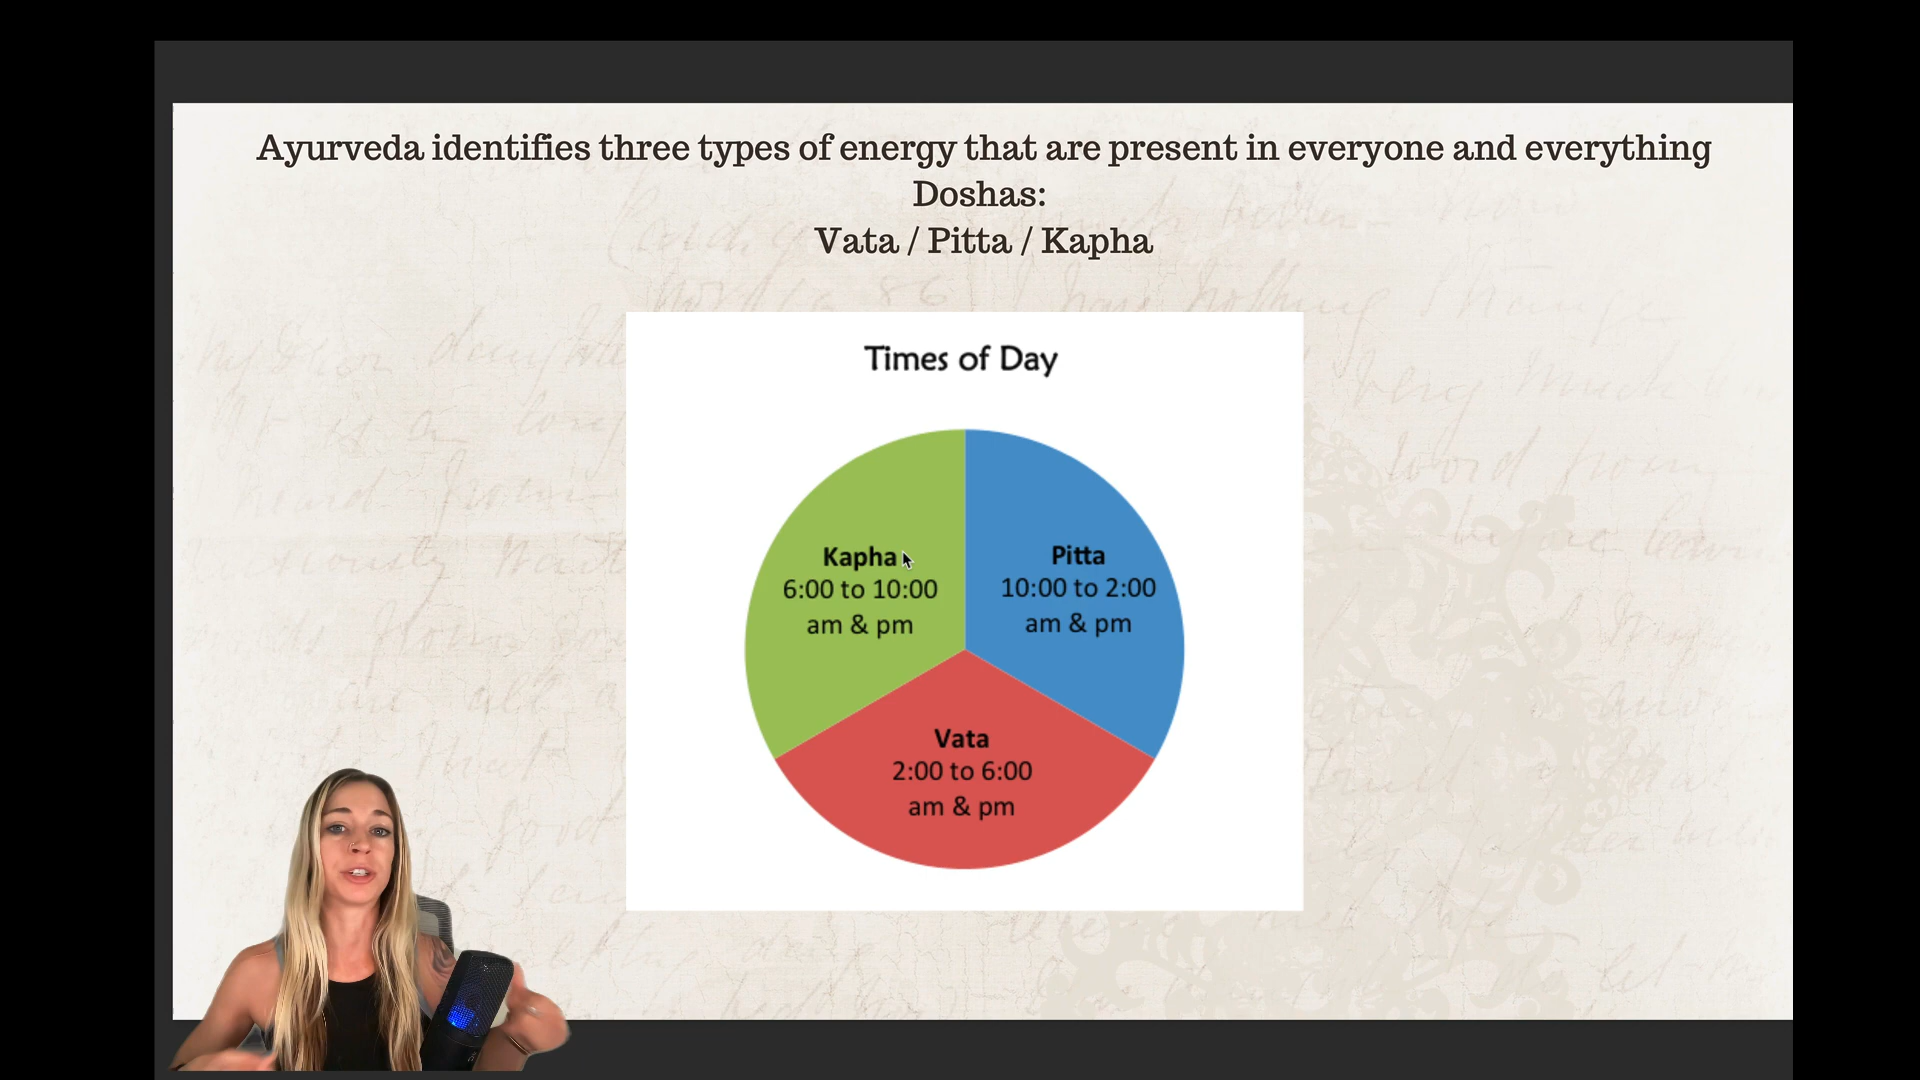 Ayurveda identifies three types of energy that are present in everyone and everything
Doshas:
Vata / Pitta / Kapha
Times of Day
Kapha
6:00 to 10:00
am & pm
Pitta
10:00 to 2:00
am & pm
Vata
2:00 to 6:00
am & pm